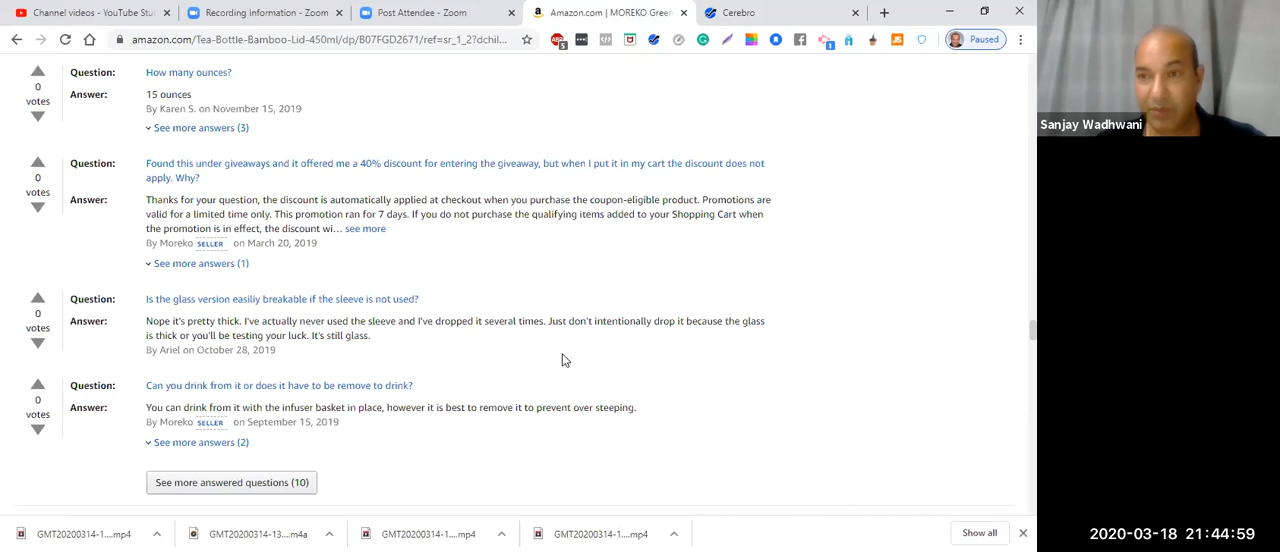 Channel videos - YouTube Stu
Recording Information - Zoom
Post Attendee - Zoom
Amazon.com | MOREKO Green
Cerebro
amazon.com/Tea-Bottle-Bamboo-Lid-450ml/dp/B07FGD2671/ref=sr_1_2?dchil...
Paused
Sanjay Wadhwani
0
votes
Question: How many ounces?
Answer: 15 ounces
By Karen S. on November 15, 2019
See more answers (3)
0
votes
Question: Found this under giveaways and it offered me a 40% discount for entering the giveaway, but when I put it in my cart the discount does not
apply. Why?
Answer: Thanks for your question, the discount is automatically applied at checkout when you purchase the coupon-eligible product. Promotions are
valid for a limited time only. This promotion ran for 7 days. If you do not purchase the qualifying items added to your Shopping Cart when
the promotion is in effect, the discount wi... see more
By Moreko SELLER on March 20, 2019
See more answers (1)
0
votes
Question: Is the glass version easiliy breakable if the sleeve is not used?
Answer: Nope it's pretty thick. I've actually never used the sleeve and I've dropped it several times. Just don't intentionally drop it because the glass
is thick or you'll be testing your luck. It's still glass.
By Ariel on October 28, 2019
0
votes
Question: Can you drink from it or does it have to be remove to drink?
Answer: You can drink from it with the infuser basket in place, however it is best to remove it to prevent over steeping.
By Moreko SELLER on September 15, 2019
See more answers (2)
See more answered questions (10)
GMT20200314-1....mp4
GMT20200314-13....m4a
GMT20200314-1....mp4
GMT20200314-1....mp4
Show all
2020-03-18 21:44:59